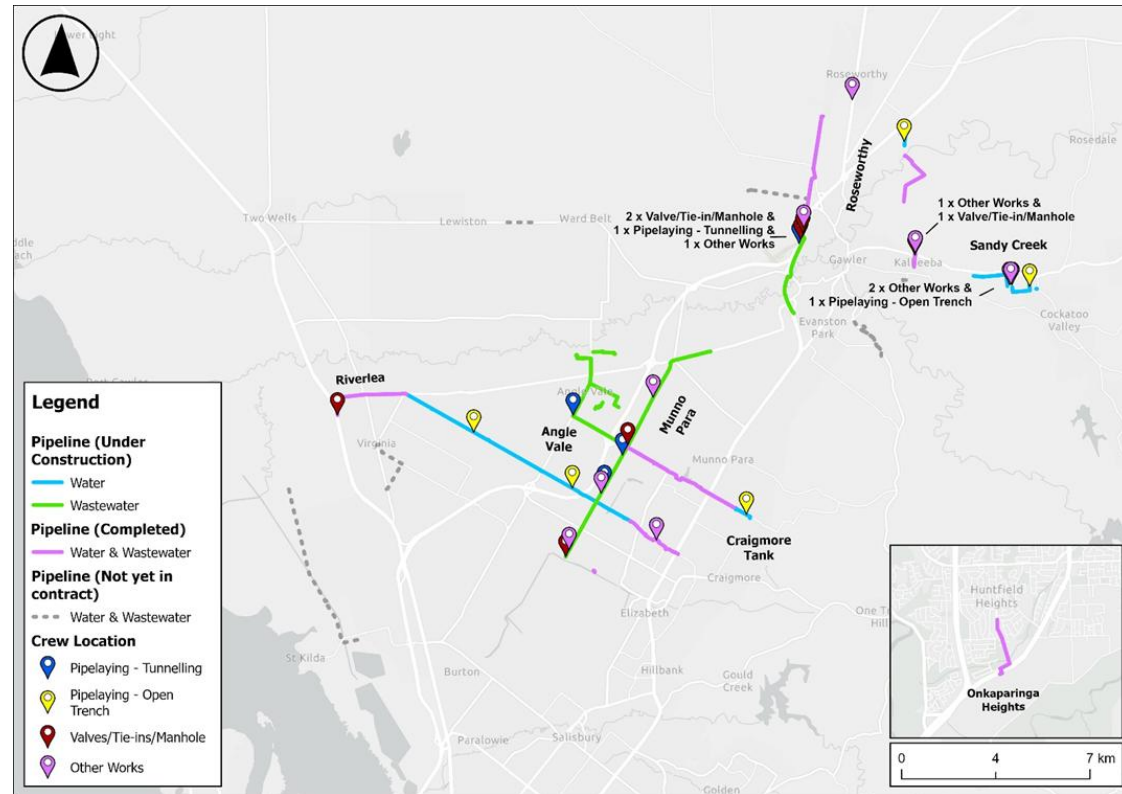 Roseworthy
Rosedale
Roseworthy
Two Wells
Lewiston
Ward Belt
2 x Valve/Tie-in/Manhole &
1 x Pipelaying - Tunnelling &
1 x Other Works
1 x Other Works &
1 x Valve/Tie-in/Manhole
Sandy Creek
Gawler
2 x Other Works &
1 x Pipelaying - Open Trench
Cockatoo
Valley
Evanston
Park
Riverlea
Angle Vale
Angle
Vale
Munno
Para
Virginia
Munno Para
Craigmore
Tank
Craigmore
Elizabeth
One Tree
Hill
St Kilda
Burton
Hillbank
Gould
Creek
Paralowie
Salisbury
Golden
Legend
Pipeline (Under
Construction)
Water
Wastewater
Pipeline (Completed)
Water & Wastewater
Pipeline (Not yet in
contract)
Water & Wastewater
Crew Location
Pipelaying - Tunnelling
Pipelaying - Open
Trench
Valves/Tie-ins/Manhole
Other Works
Huntfield
Heights
Onkaparinga
Heights
0 4 7 km